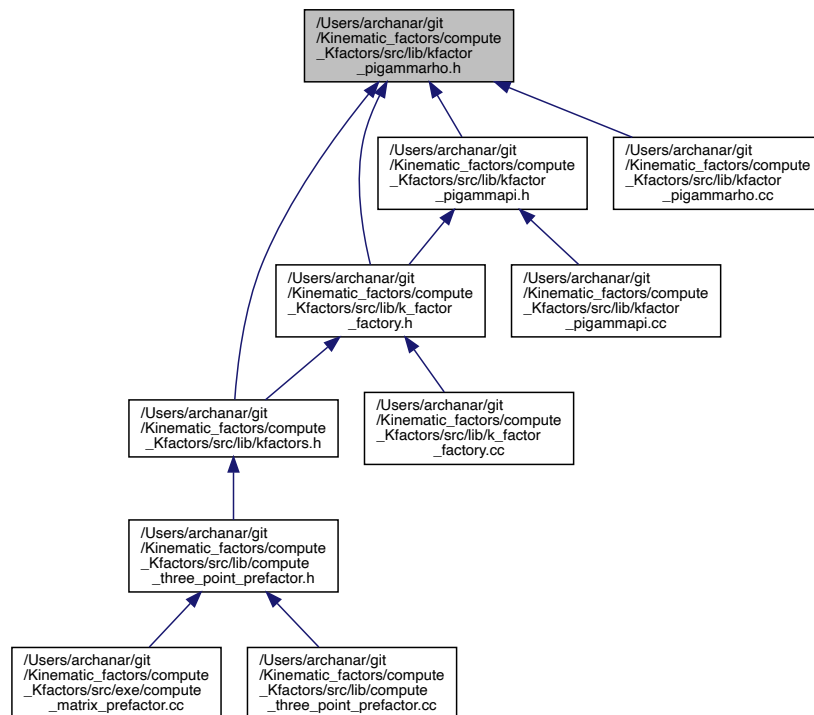 /Users/archanar/git
/Kinematic_factors/compute
_Kfactors/src/lib/kfactor
_pigammarho.h
/Users/archanar/git
/Kinematic_factors/compute
_Kfactors/src/lib/kfactor
_pigammapi.h
/Users/archanar/git
/Kinematic_factors/compute
_Kfactors/src/lib/kfactor
_pigammarho.cc
/Users/archanar/git
/Kinematic_factors/compute
_Kfactors/src/lib/k_factor
_factory.h
/Users/archanar/git
/Kinematic_factors/compute
_Kfactors/src/lib/kfactor
_pigammapi.cc
/Users/archanar/git
/Kinematic_factors/compute
_Kfactors/src/lib/kfactors.h
/Users/archanar/git
/Kinematic_factors/compute
_Kfactors/src/lib/k_factor
_factory.cc
/Users/archanar/git
/Kinematic_factors/compute
_Kfactors/src/lib/compute
_three_point_prefactor.h
/Users/archanar/git
/Kinematic_factors/compute
_Kfactors/src/exe/compute
_matrix_prefactor.cc
/Users/archanar/git
/Kinematic_factors/compute
_Kfactors/src/lib/compute
_three_point_prefactor.cc